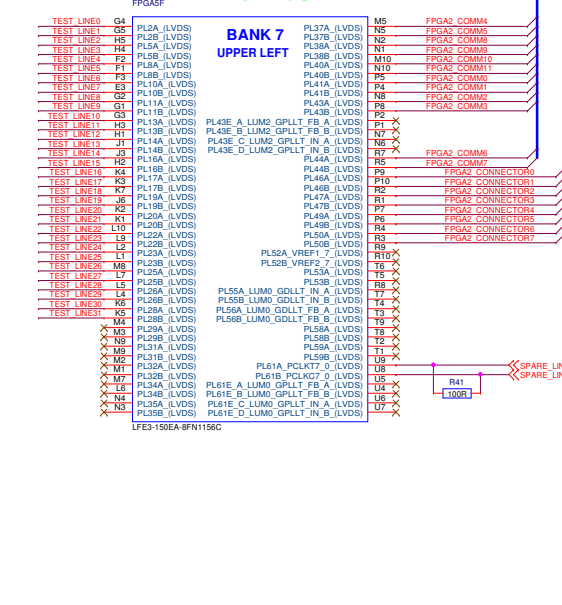 FPGA5F
BANK 7
UPPER LEFT
TEST_LINE0 G4 PL2A_(LVDS) PL37A_(LVDS) M5 FPGA2_COMM4
TEST_LINE1 G5 PL2B_(LVDS) PL37B_(LVDS) N5 FPGA2_COMM5
TEST_LINE2 H5 PL5A_(LVDS) PL38A_(LVDS) N2 FPGA2_COMM8
TEST_LINE3 H4 PL5B_(LVDS) PL38B_(LVDS) N1 FPGA2_COMM9
TEST_LINE4 F2 PL8A_(LVDS) PL40A_(LVDS) M10 FPGA2_COMM10
TEST_LINE5 F1 PL8B_(LVDS) PL40B_(LVDS) N10 FPGA2_COMM11
TEST_LINE6 F3 PL10A_(LVDS) PL41A_(LVDS) P5 FPGA2_COMM0
TEST_LINE7 E3 PL10B_(LVDS) PL41B_(LVDS) P4 FPGA2_COMM1
TEST_LINE8 G2 PL11A_(LVDS) PL43A_(LVDS) N8 FPGA2_COMM2
TEST_LINE9 G1 PL11B_(LVDS) PL43B_(LVDS) P8 FPGA2_COMM3
TEST_LINE10 G3 PL13A_(LVDS) PL43E_A_LUM2_GPLLT_FB_A_(LVDS) P2
TEST_LINE11 H3 PL13B_(LVDS) PL43E_B_LUM2_GPLLT_FB_B_(LVDS) P1
TEST_LINE12 H1 PL14A_(LVDS) PL43E_C_LUM2_GPLLT_IN_A_(LVDS) N7
TEST_LINE13 J1 PL14B_(LVDS) PL43E_D_LUM2_GPLLT_IN_B_(LVDS) N6
TEST_LINE14 J3 PL16A_(LVDS) PL44A_(LVDS) R7 FPGA2_COMM6
TEST_LINE15 H2 PL16B_(LVDS) PL44B_(LVDS) R5 FPGA2_COMM7
TEST_LINE16 K4 PL17A_(LVDS) PL46A_(LVDS) P9 FPGA2_CONNECTOR0
TEST_LINE17 K3 PL17B_(LVDS) PL46B_(LVDS) P10 FPGA2_CONNECTOR1
TEST_LINE18 K7 PL19A_(LVDS) PL47A_(LVDS) R2 FPGA2_CONNECTOR2
TEST_LINE19 J6 PL19B_(LVDS) PL47B_(LVDS) R1 FPGA2_CONNECTOR3
TEST_LINE20 K2 PL20A_(LVDS) PL49A_(LVDS) P7 FPGA2_CONNECTOR4
TEST_LINE21 K1 PL20B_(LVDS) PL49B_(LVDS) P6 FPGA2_CONNECTOR5
TEST_LINE22 L10 PL22A_(LVDS) PL50A_(LVDS) R4 FPGA2_CONNECTOR6
TEST_LINE23 L9 PL22B_(LVDS) PL50B_(LVDS) R3 FPGA2_CONNECTOR7
TEST_LINE24 L2 PL23A_(LVDS) PL52A_VREF1_7_(LVDS) R9
TEST_LINE25 L1 PL23B_(LVDS) PL52B_VREF2_7_(LVDS) R10
TEST_LINE26 M8 PL25A_(LVDS) PL53A_(LVDS) T6
TEST_LINE27 L7 PL25B_(LVDS) PL53B_(LVDS) T5
TEST_LINE28 L5 PL26A_(LVDS) PL55A_LUM0_GDLLT_IN_A_(LVDS) R8
TEST_LINE29 L4 PL26B_(LVDS) PL55B_LUM0_GDLLT_IN_B_(LVDS) T7
TEST_LINE30 K6 PL28A_(LVDS) PL56A_LUM0_GDLLT_FB_A_(LVDS) T4
TEST_LINE31 K5 PL28B_(LVDS) PL56B_LUM0_GDLLT_FB_B_(LVDS) T3
M4 PL29A_(LVDS) PL58A_(LVDS) T9
M3 PL29B_(LVDS) PL58B_(LVDS) T8
N9 PL31A_(LVDS) PL59A_(LVDS) T2
M9 PL31B_(LVDS) PL59B_(LVDS) T1
M2 PL32A_(LVDS) PL61A_PCLKT7_0_(LVDS) U9 SPARE_LIN
M1 PL32B_(LVDS) PL61B_PCLKC7_0_(LVDS) U8 SPARE_LIN
M7 PL34A_(LVDS) PL61E_A_LUM0_GPLLT_FB_A_(LVDS) U5 R41
L6 PL34B_(LVDS) PL61E_B_LUM0_GPLLT_FB_B_(LVDS) U4 100R
N4 PL35A_(LVDS) PL61E_C_LUM0_GPLLT_IN_A_(LVDS) U6
N3 PL35B_(LVDS) PL61E_D_LUM0_GPLLT_IN_B_(LVDS) U7
LFE3-150EA-8FN1156C